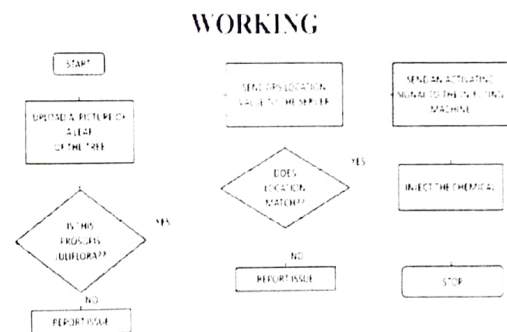 WORKING
START
UPLOAD A PICTURE OF
A LEAF
OF THE TREE
IS THIS
PROSOPIS
JULIFLORA??
YES
NO
REPORT ISSUE
SEND GPS LOCATION
VALUE TO THE SERVER
DOES
LOCATION
MATCH??
YES
NO
REPORT ISSUE
SEND AN ACTIVATING
SIGNAL TO THE INJECTING
MACHINE
INJECT THE CHEMICAL
STOP